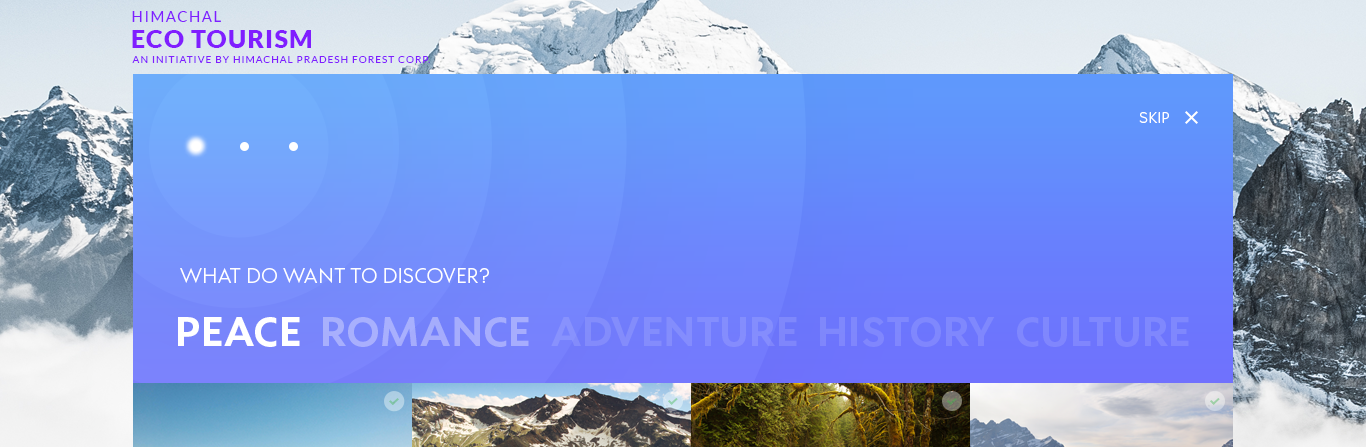 HIMACHAL
ECO TOURISM
AN INITIATIVE BY HIMACHAL PRADESH FOREST CORP.
SKIP
WHAT DO WANT TO DISCOVER?
PEACE ROMANCE ADVENTURE HISTORY CULTURE